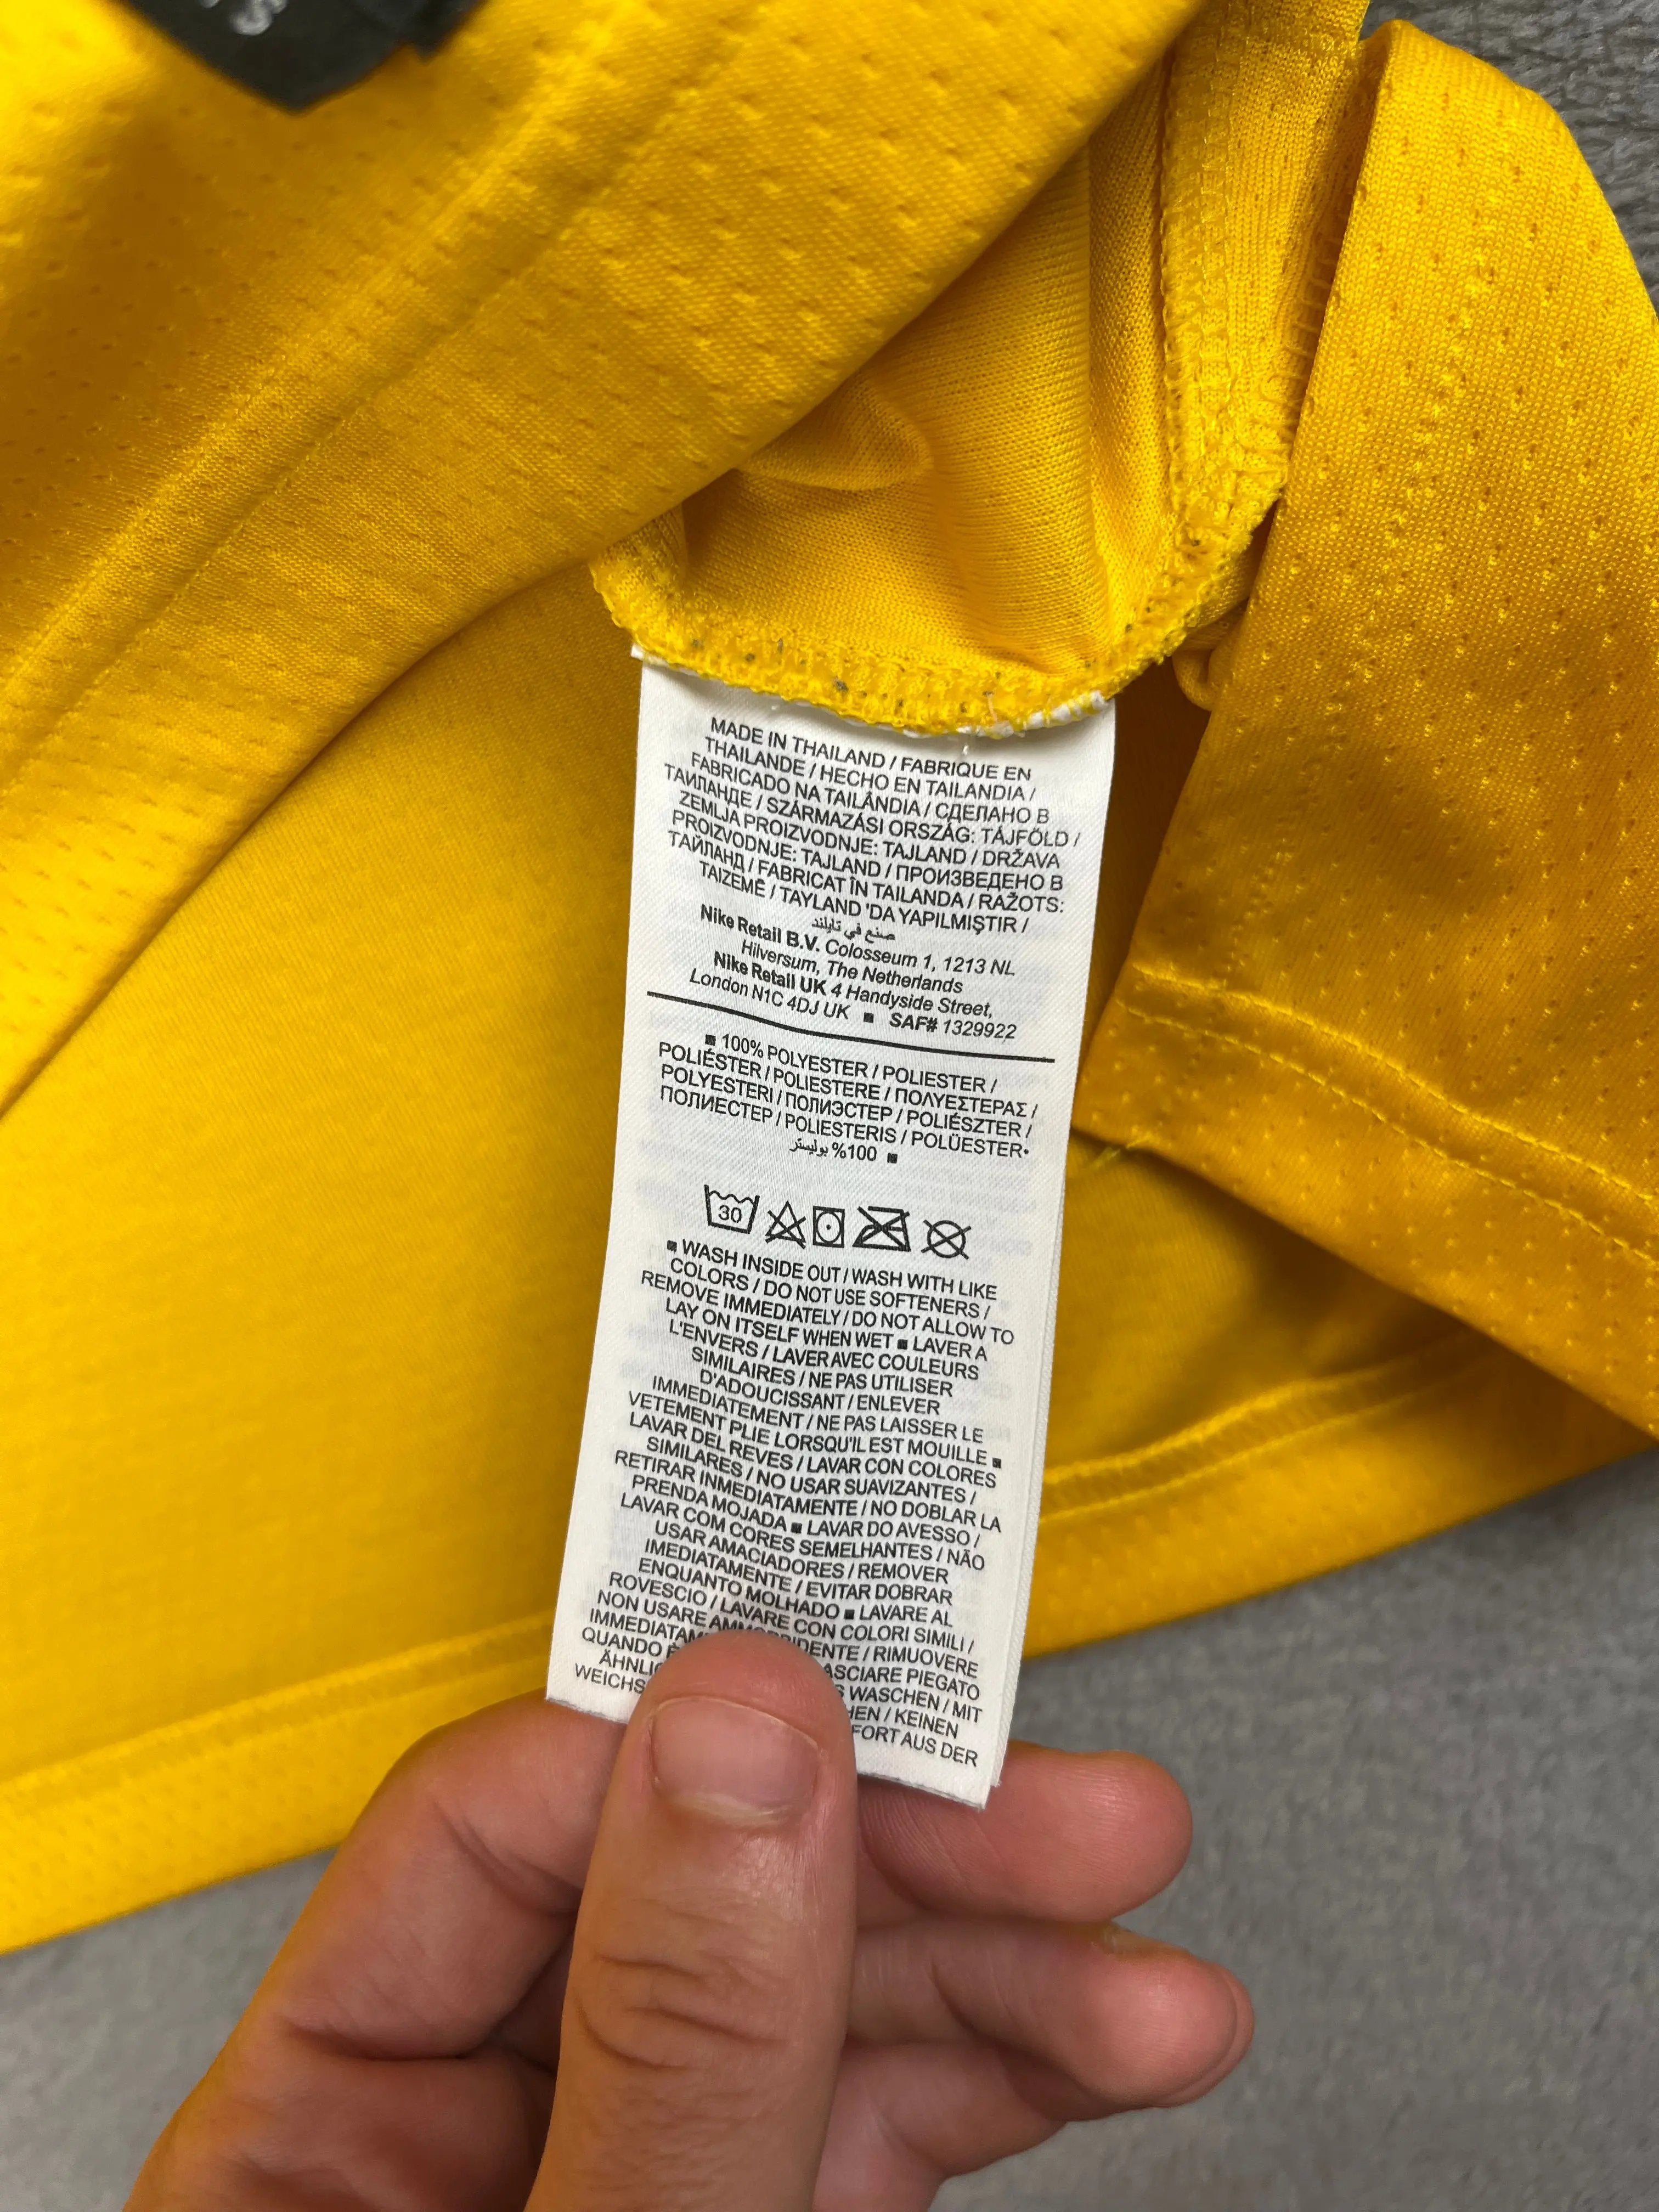 S
MADE IN THAILAND / FABRIQUE EN
THAILANDE / HECHO EN TAILANDIA /
FABRICADO NA TAILÂNDIA / СДЕЛАНО В
ТАИЛАНДЕ / SZÁRMAZÁSI ORSZÁG: TÁJFÖLD /
ZEMLJA PROIZVODNJE: TAJLAND / DRŽAVA
PROIZVODNJE: TAJLAND / ПРОИЗВЕДЕНО В
ТАЙЛАНД / FABRICAT ÎN TAILANDA / RAŽOTS:
TAIZEMĒ / TAYLAND 'DA YAPILMIŞTIR /
صنع في تايلند
Nike Retail B.V. Colosseum 1, 1213 NL
Hilversum, The Netherlands
Nike Retail UK 4 Handyside Street,
London N1C 4DJ UK ■ SAF# 1329922
■ 100% POLYESTER / POLIESTER /
POLIÉSTER / POLIESTERE / ΠΟΛΥΕΣΤΕΡΑΣ /
POLYESTERI / ПОЛИЭСТЕР / POLIÉSZTER /
ПОЛИЕСТЕР / POLIESTERIS / POLÜESTER•
100% بوليستر ■
30
■ WASH INSIDE OUT / WASH WITH LIKE
COLORS / DO NOT USE SOFTENERS /
REMOVE IMMEDIATELY / DO NOT ALLOW TO
LAY ON ITSELF WHEN WET ■ LAVER A
L'ENVERS / LAVER AVEC COULEURS
SIMILAIRES / NE PAS UTILISER
D'ADOUCISSANT / ENLEVER
IMMEDIATEMENT / NE PAS LAISSER LE
VETEMENT PLIE LORSQU'IL EST MOUILLE ■
LAVAR DEL REVES / LAVAR CON COLORES
SIMILARES / NO USAR SUAVIZANTES /
RETIRAR INMEDIATAMENTE / NO DOBLAR LA
PRENDA MOJADA ■ LAVAR DO AVESSO /
LAVAR COM CORES SEMELHANTES / NÃO
USAR AMACIADORES / REMOVER
IMEDIATAMENTE / EVITAR DOBRAR
ENQUANTO MOLHADO ■ LAVARE AL
ROVESCIO / LAVARE CON COLORI SIMILI /
NON USARE / RIMUOVERE
PIEGATO
QUANDO WASCHEN / MIT
/ KEINEN
AUS DER